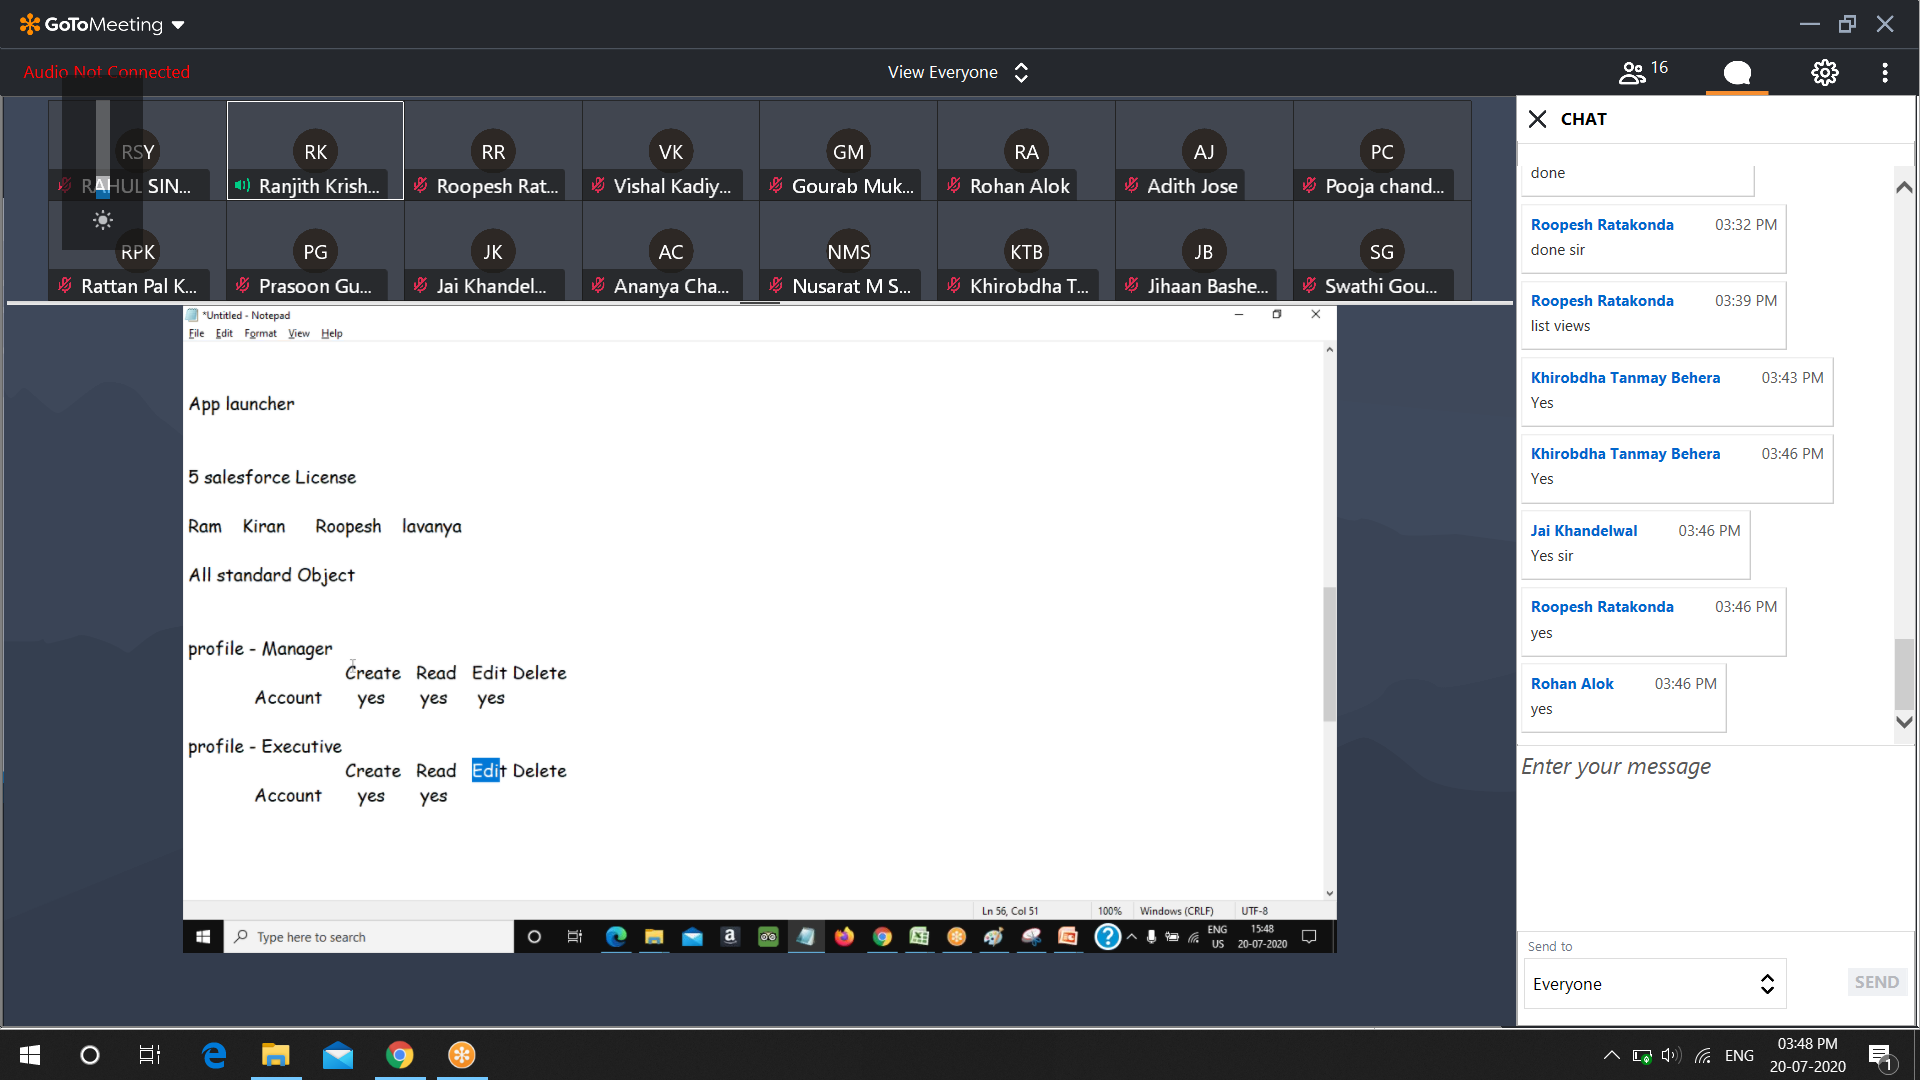 GoToMeeting
Audio Not Connected
View Everyone
16
RSY
RAHUL SIN...
RK
Ranjith Krish...
RR
Roopesh Rat...
VK
Vishal Kadiy...
GM
Gourab Muk...
RA
Rohan Alok
AJ
Adith Jose
PC
Pooja chand...
RPK
Rattan Pal K...
PG
Prasoon Gu...
JK
Jai Khandel...
AC
Ananya Cha...
NMS
Nusarat M S...
KTB
Khirobdha T...
JB
Jihaan Bashe...
SG
Swathi Gou...
*Untitled - Notepad
File Edit Format View Help
App launcher
5 salesforce License
Ram Kiran Roopesh lavanya
All standard Object
profile - Manager
Create Read Edit Delete
Account yes yes yes
profile - Executive
Create Read Edit Delete
Account yes yes
Ln 56, Col 51 100% Windows (CRLF) UTF-8
Type here to search
a
?
ENG
US
15:48
20-07-2020
CHAT
done
Roopesh Ratakonda 03:32 PM
done sir
Roopesh Ratakonda 03:39 PM
list views
Khirobdha Tanmay Behera 03:43 PM
Yes
Khirobdha Tanmay Behera 03:46 PM
Yes
Jai Khandelwal 03:46 PM
Yes sir
Roopesh Ratakonda 03:46 PM
yes
Rohan Alok 03:46 PM
yes
Enter your message
Send to
Everyone
SEND
ENG
03:48 PM
20-07-2020
1